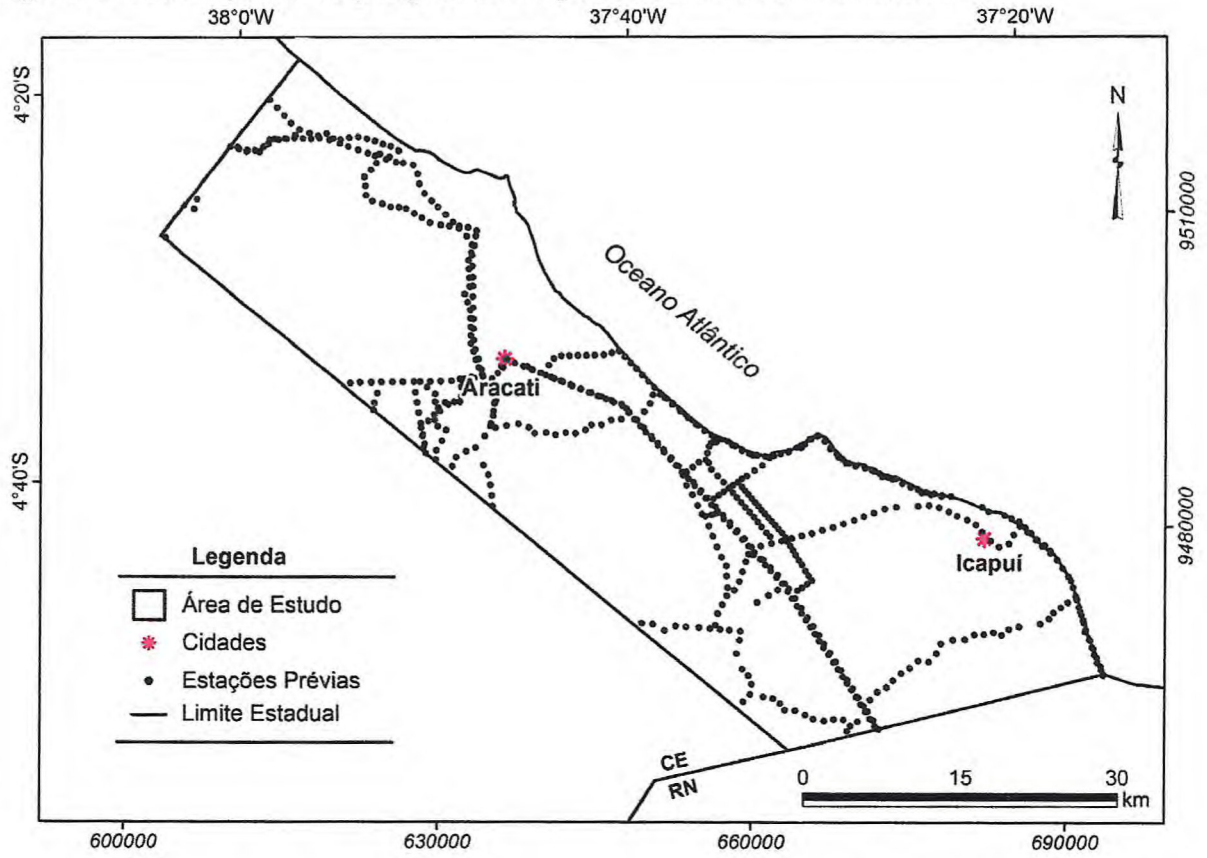 38°0'W
37°40'W
37°20'W
4°20'S
N
9510000
Oceano Atlântico
Aracati
4°40'S
9480000
Icapuí
Legenda
Área de Estudo
Cidades
Estações Prévias
Limite Estadual
CE
RN
0 15 30
km
600000
630000
660000
690000